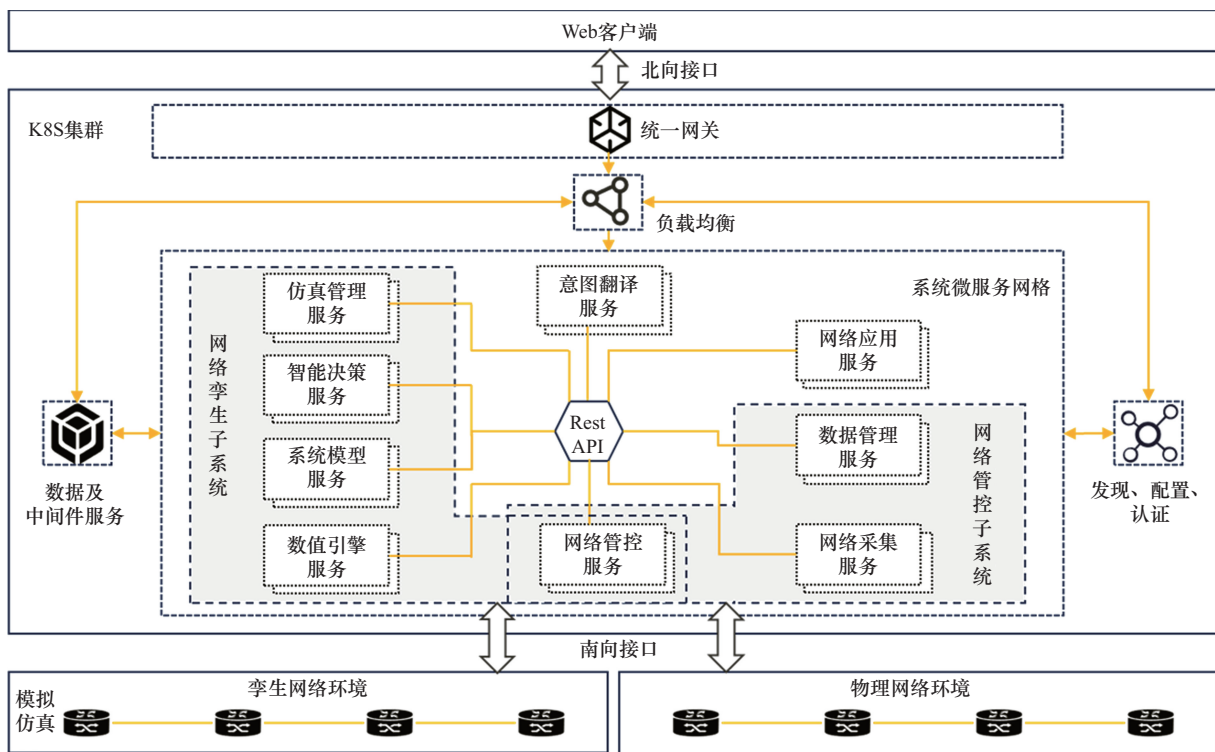 Web客户端
北向接口
K8S集群
统一网关
负载均衡
系统微服务网格
网络孪生子系统
仿真管理
服务
智能决策
服务
系统模型
服务
数值引擎
服务
意图翻译
服务
Rest
API
网络管控
服务
网络应用
服务
数据管理
服务
网络采集
服务
网络管控子系统
数据及
中间件服务
发现、配置、
认证
南向接口
模拟
仿真
孪生网络环境
物理网络环境